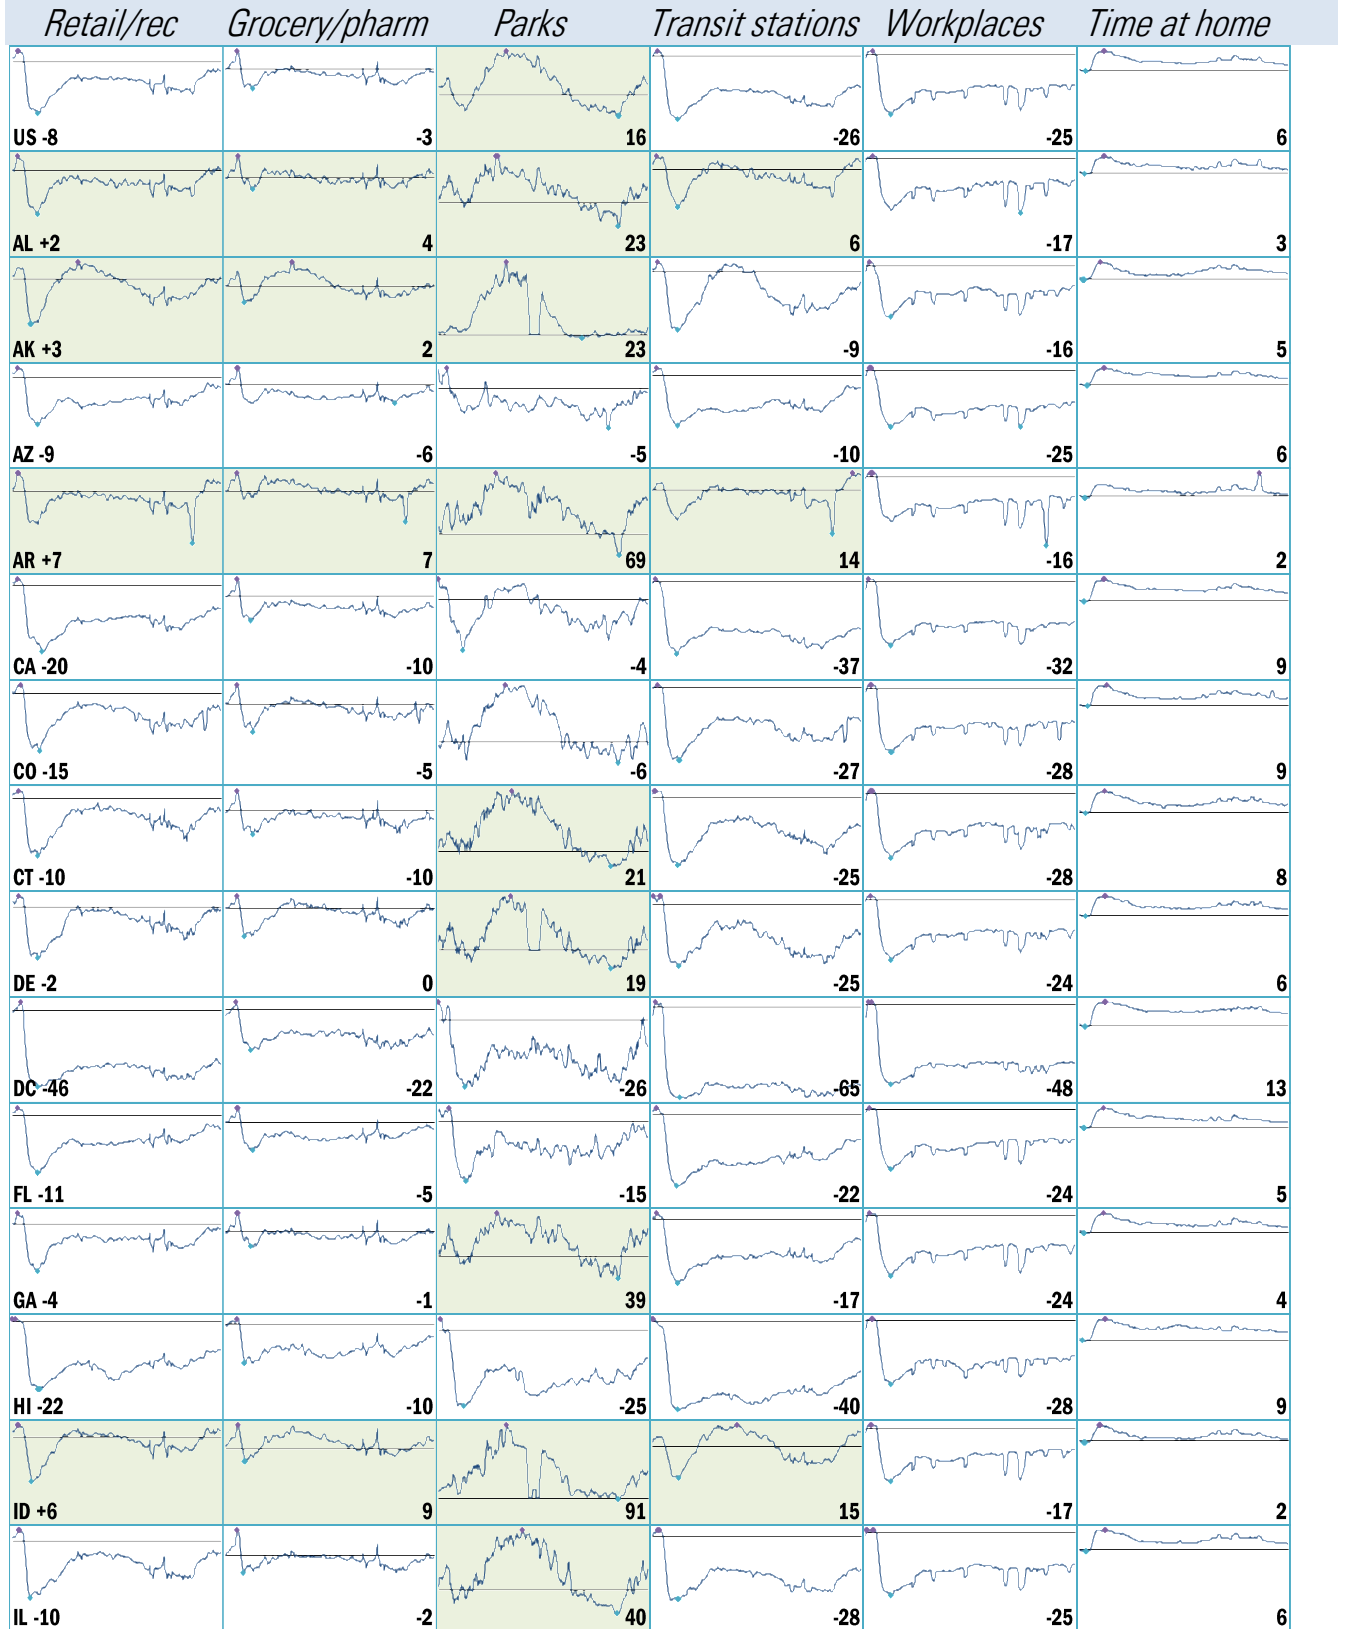 Retail/rec Grocery/pharm Parks Transit stations Workplaces Time at home
US -8 -3 16 -26 -25 6
AL +2 4 23 6 -17 3
AK +3 2 23 -9 -16 5
AZ -9 -6 -5 -10 -25 6
AR +7 7 69 14 -16 2
CA -20 -10 -4 -37 -32 9
CO -15 -5 -6 -27 -28 9
CT -10 -10 21 -25 -28 8
DE -2 0 19 -25 -24 6
DC -46 -22 -26 -65 -48 13
FL -11 -5 -15 -22 -24 5
GA -4 -1 39 -17 -24 4
HI -22 -10 -25 -40 -28 9
ID +6 9 91 15 -17 2
IL -10 -2 40 -28 -25 6